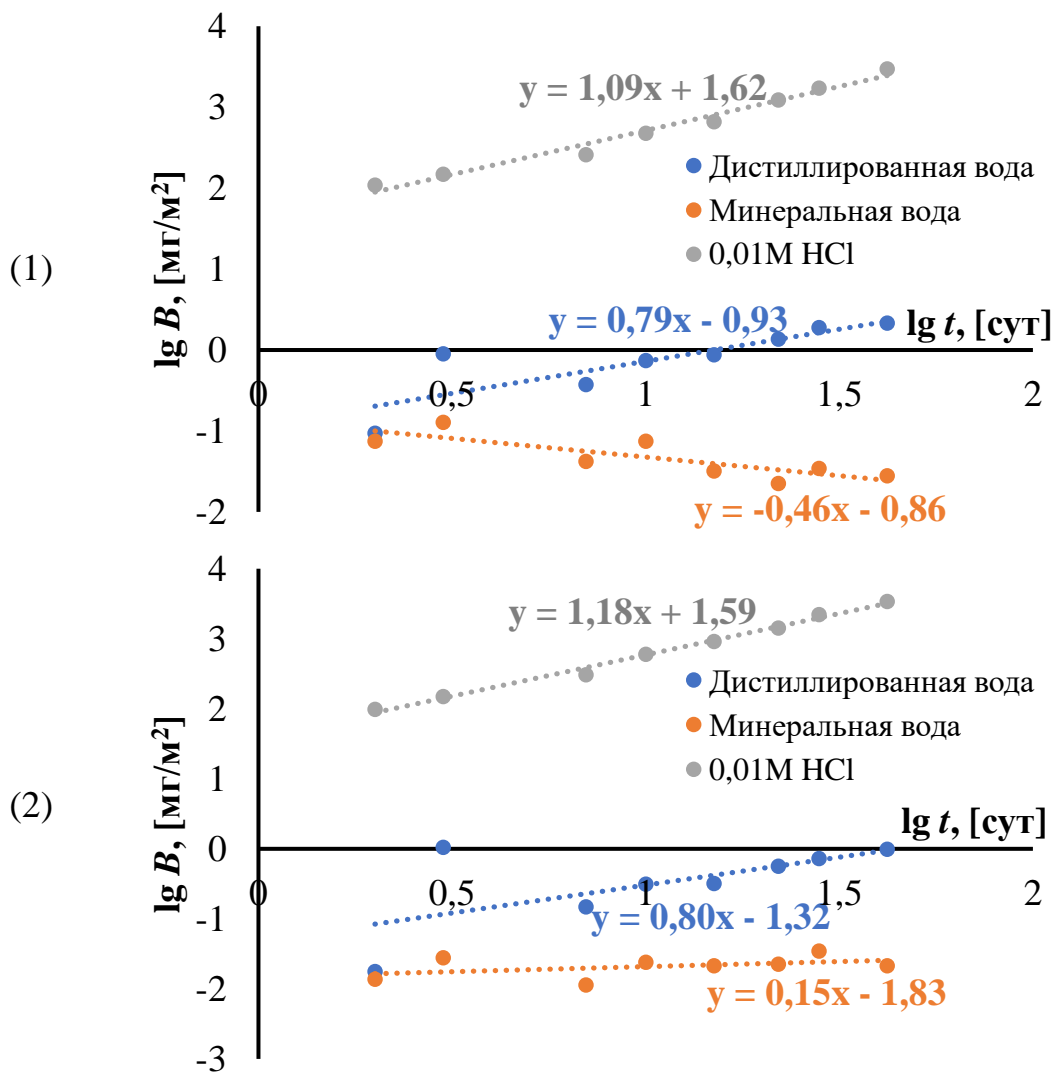 (1)
lg B, [мг/м²]
4
3
2
1
0
-1
-2
y = 1,09x + 1,62
Дистиллированная вода
Минеральная вода
0,01М HCl
y = 0,79x - 0,93
lg t, [сут]
0 0,5 1 1,5 2
y = -0,46x - 0,86
(2)
lg B, [мг/м²]
4
3
2
1
0
-1
-2
-3
y = 1,18x + 1,59
Дистиллированная вода
Минеральная вода
0,01М HCl
lg t, [сут]
0 0,5 1 1,5 2
y = 0,80x - 1,32
y = 0,15x - 1,83